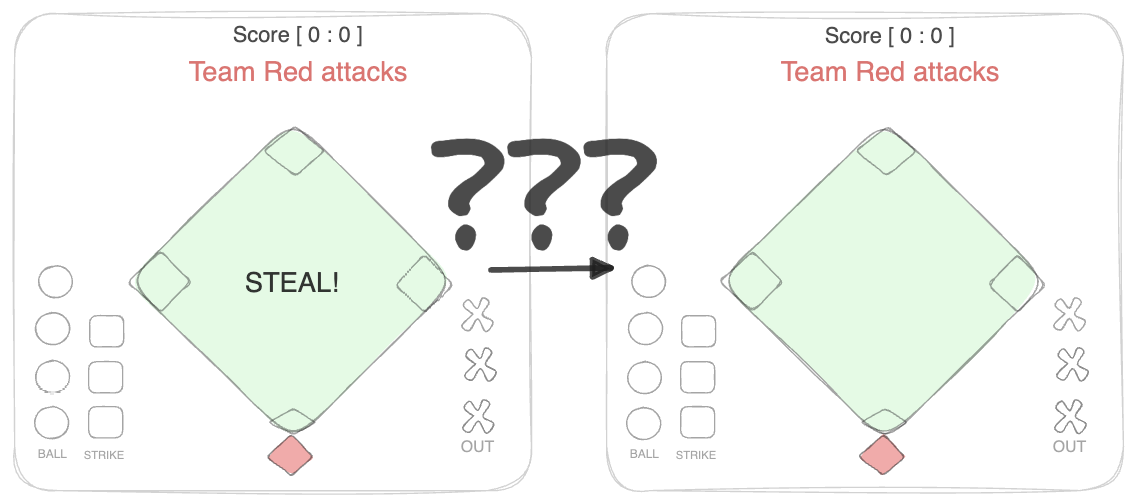 Score [ 0 : 0 ]
Team Red attacks
STEAL!
BALL
STRIKE
OUT
???
Score [ 0 : 0 ]
Team Red attacks
BALL
STRIKE
OUT